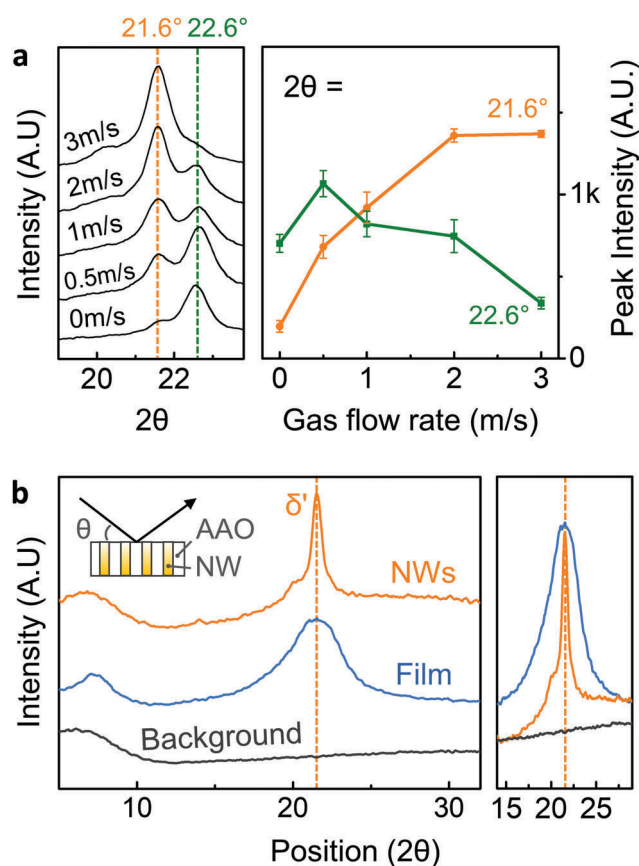 21.6° 22.6°
a
Intensity (A.U)
3m/s
2m/s
1m/s
0.5m/s
0m/s
20 22
2θ
2θ =
21.6°
22.6°
1k
0
Peak Intensity (A.U.)
0 1 2 3
Gas flow rate (m/s)
b
Intensity (A.U)
θ
AAO
NW
δ'
NWs
Film
Background
10 20 30
15 20 25
Position (2θ)